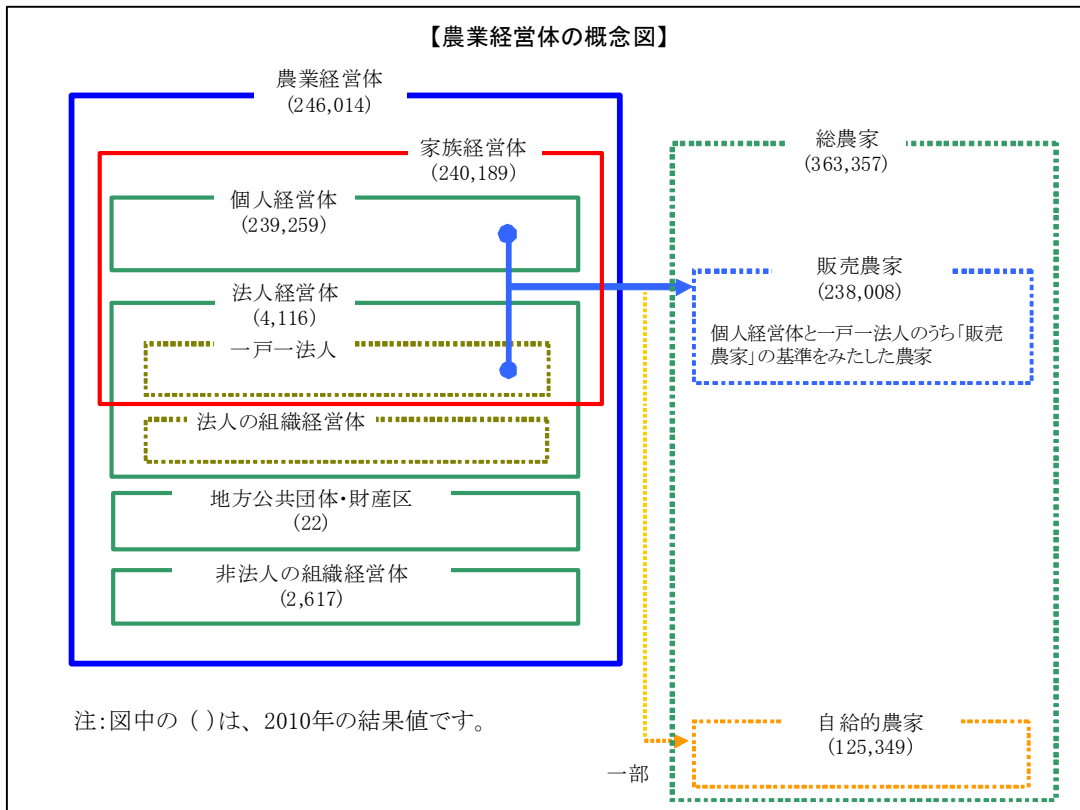 【農業経営体の概念図】
農業経営体
(246,014)
家族経営体
(240,189)
個人経営体
(239,259)
法人経営体
(4,116)
一戸一法人
法人の組織経営体
地方公共団体・財産区
(22)
非法人の組織経営体
(2,617)
総農家
(363,357)
販売農家
(238,008)
個人経営体と一戸一法人のうち「販売
農家」の基準をみたした農家
自給的農家
(125,349)
一部
注:図中の ( )は、2010年の結果値です。